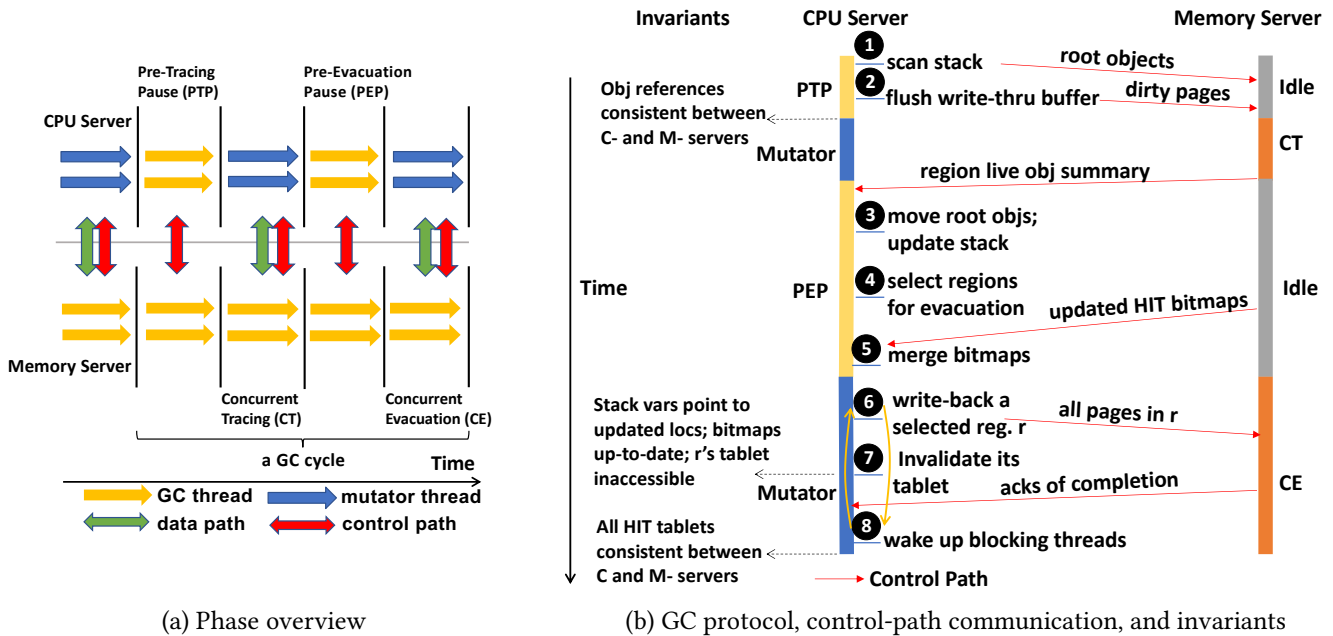 Pre-Tracing
Pause (PTP)
Pre-Evacuation
Pause (PEP)
CPU Server
Memory Server
Concurrent
Tracing (CT)
Concurrent
Evacuation (CE)
a GC cycle
Time
GC thread
mutator thread
data path
control path
(a) Phase overview
Invariants
CPU Server
Memory Server
1
scan stack
root objects
2
flush write-thru buffer
dirty pages
PTP
Idle
Obj references
consistent between
C- and M- servers
Mutator
CT
region live obj summary
3
move root objs;
update stack
Time
PEP
4
select regions
for evacuation
Idle
updated HIT bitmaps
5
merge bitmaps
6
write-back a
selected reg. r
all pages in r
Stack vars point to
updated locs; bitmaps
up-to-date; r's tablet
inaccessible
7
Invalidate its
tablet
Mutator
acks of completion
CE
8
wake up blocking threads
All HIT tablets
consistent between
C and M- servers
Control Path
(b) GC protocol, control-path communication, and invariants